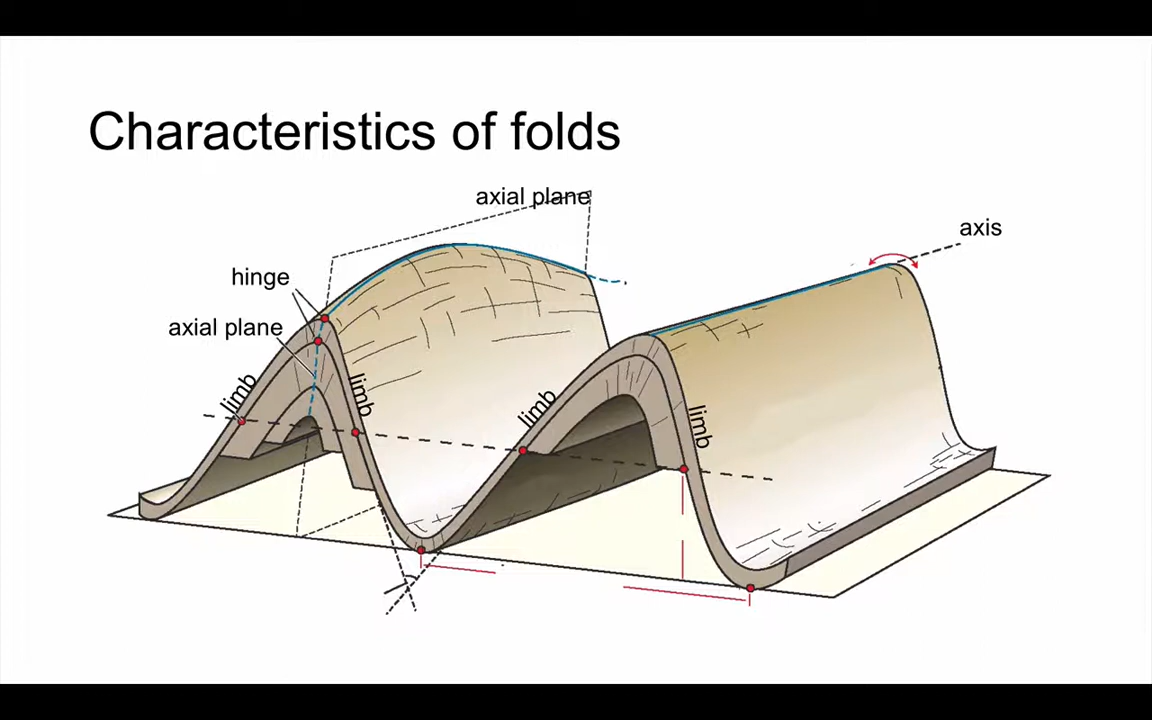 Characteristics of folds
axial plane
axis
hinge
axial plane
limb
limb
limb
limb